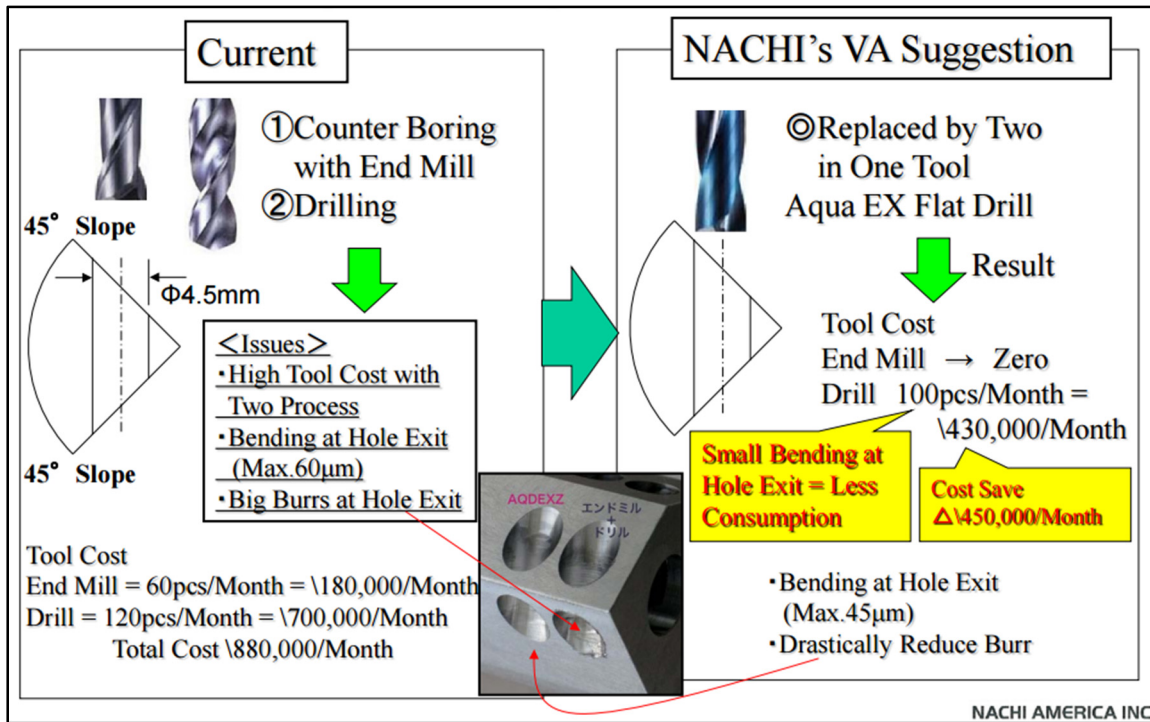 Current
①Counter Boring
with End Mill
②Drilling
45° Slope
Φ4.5mm
45° Slope
<Issues>
・High Tool Cost with
Two Process
・Bending at Hole Exit
(Max.60μm)
・Big Burrs at Hole Exit
Tool Cost
End Mill = 60pcs/Month = \180,000/Month
Drill = 120pcs/Month = \700,000/Month
Total Cost \880,000/Month
AQDEXZ
エンドミル
+
ドリル
NACHI's VA Suggestion
◎Replaced by Two
in One Tool
Aqua EX Flat Drill
Result
Tool Cost
End Mill → Zero
Drill 100pcs/Month =
\430,000/Month
Small Bending at
Hole Exit = Less
Consumption
Cost Save
△\450,000/Month
・Bending at Hole Exit
(Max.45μm)
・Drastically Reduce Burr
NACHI AMERICA INC